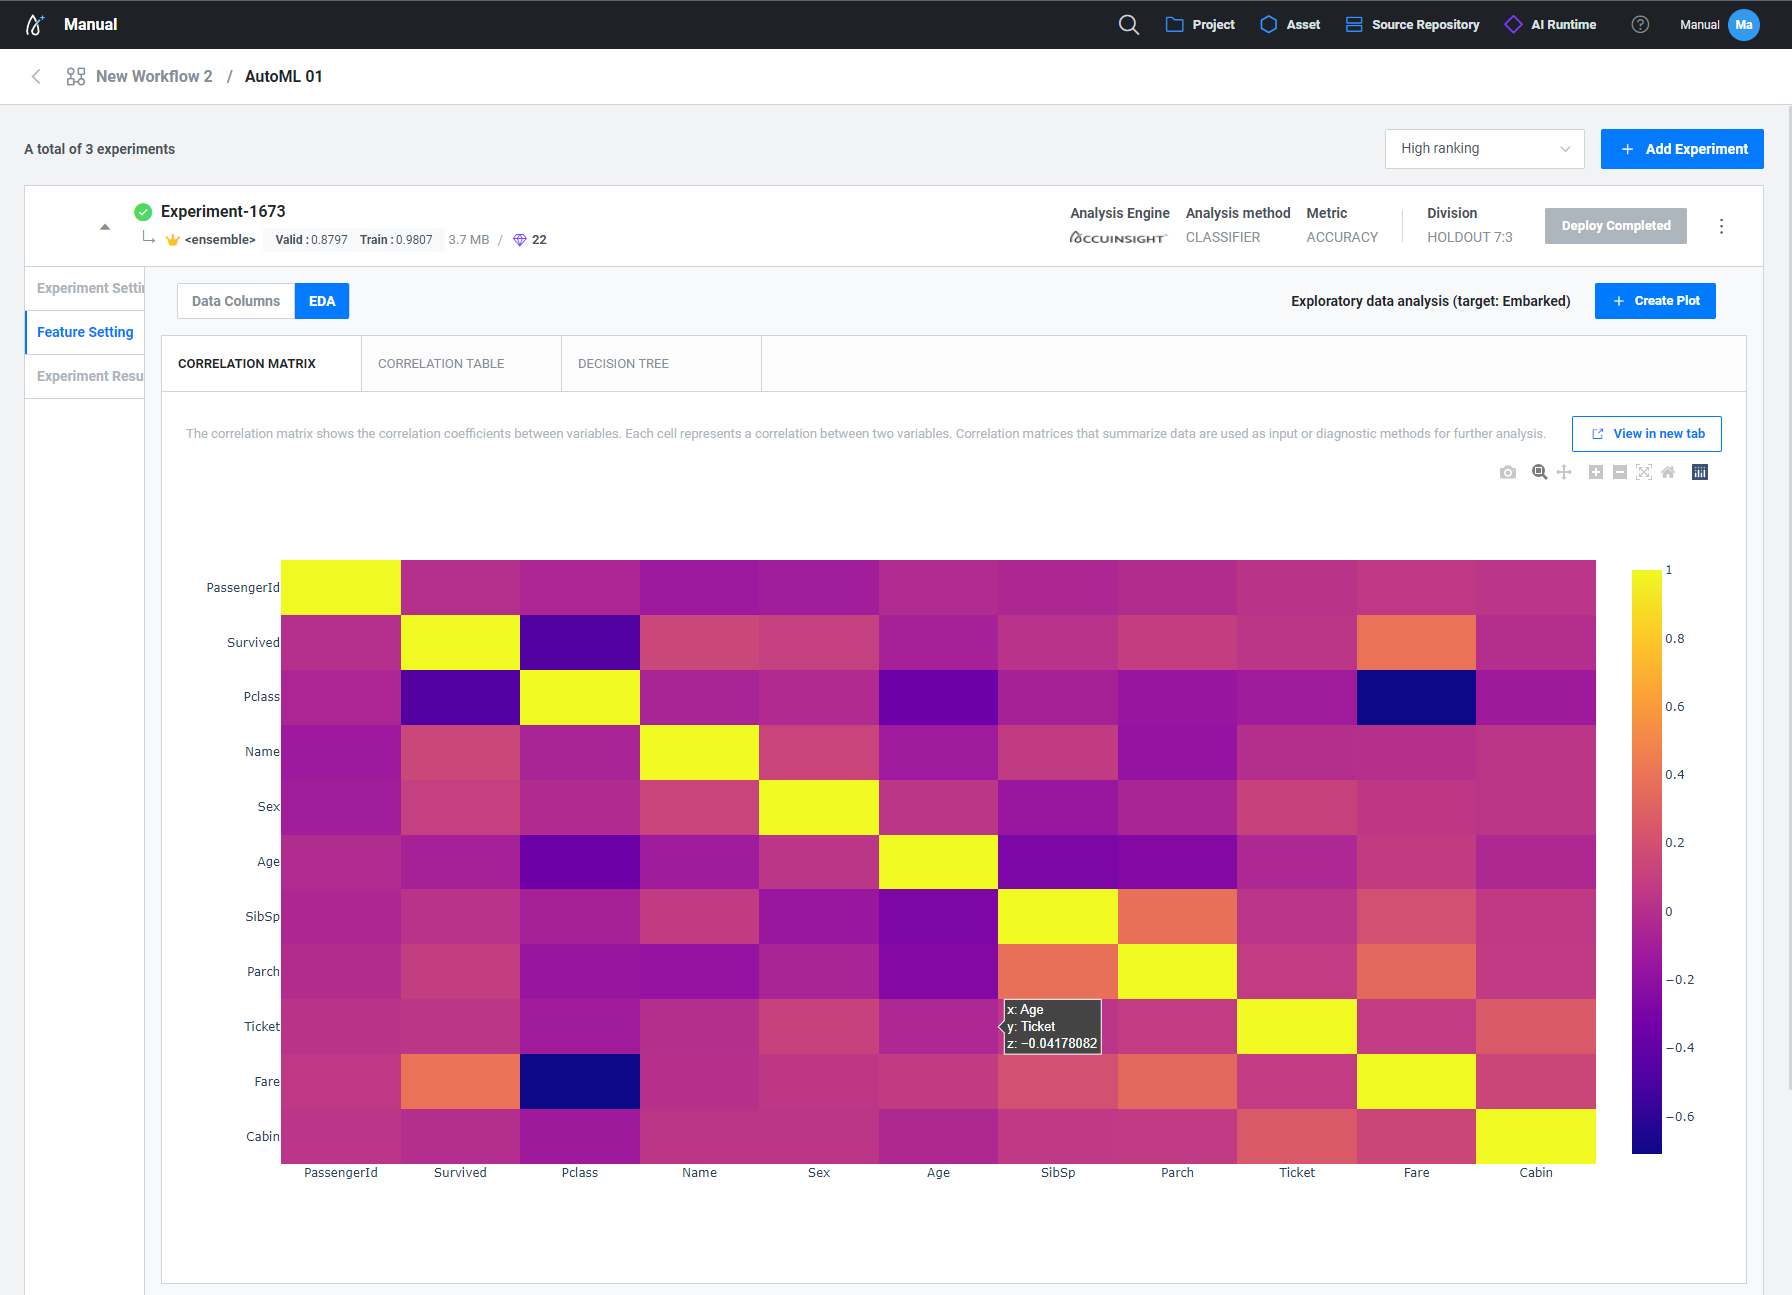 Manual
Project
Asset
Source Repository
AI Runtime
Manual
Ma
New Workflow 2 / AutoML 01
A total of 3 experiments
High ranking
+ Add Experiment
Experiment-1673
<ensemble>
Valid : 0.8797
Train : 0.9807
3.7 MB / 22
Analysis Engine
ACCUINSIGHT+
Analysis method
CLASSIFIER
Metric
ACCURACY
Division
HOLDOUT 7:3
Deploy Completed
Experiment Setti
Feature Setting
Experiment Resu
Data Columns
EDA
Exploratory data analysis (target: Embarked)
+ Create Plot
CORRELATION MATRIX
CORRELATION TABLE
DECISION TREE
The correlation matrix shows the correlation coefficients between variables. Each cell represents a correlation between two variables. Correlation matrices that summarize data are used as input or diagnostic methods for further analysis.
View in new tab
PassengerId
Survived
Pclass
Name
Sex
Age
SibSp
Parch
Ticket
Fare
Cabin
x: Age
y: Ticket
z: −0.04178082
PassengerId
Survived
Pclass
Name
Sex
Age
SibSp
Parch
Ticket
Fare
Cabin
1
0.8
0.6
0.4
0.2
0
−0.2
−0.4
−0.6